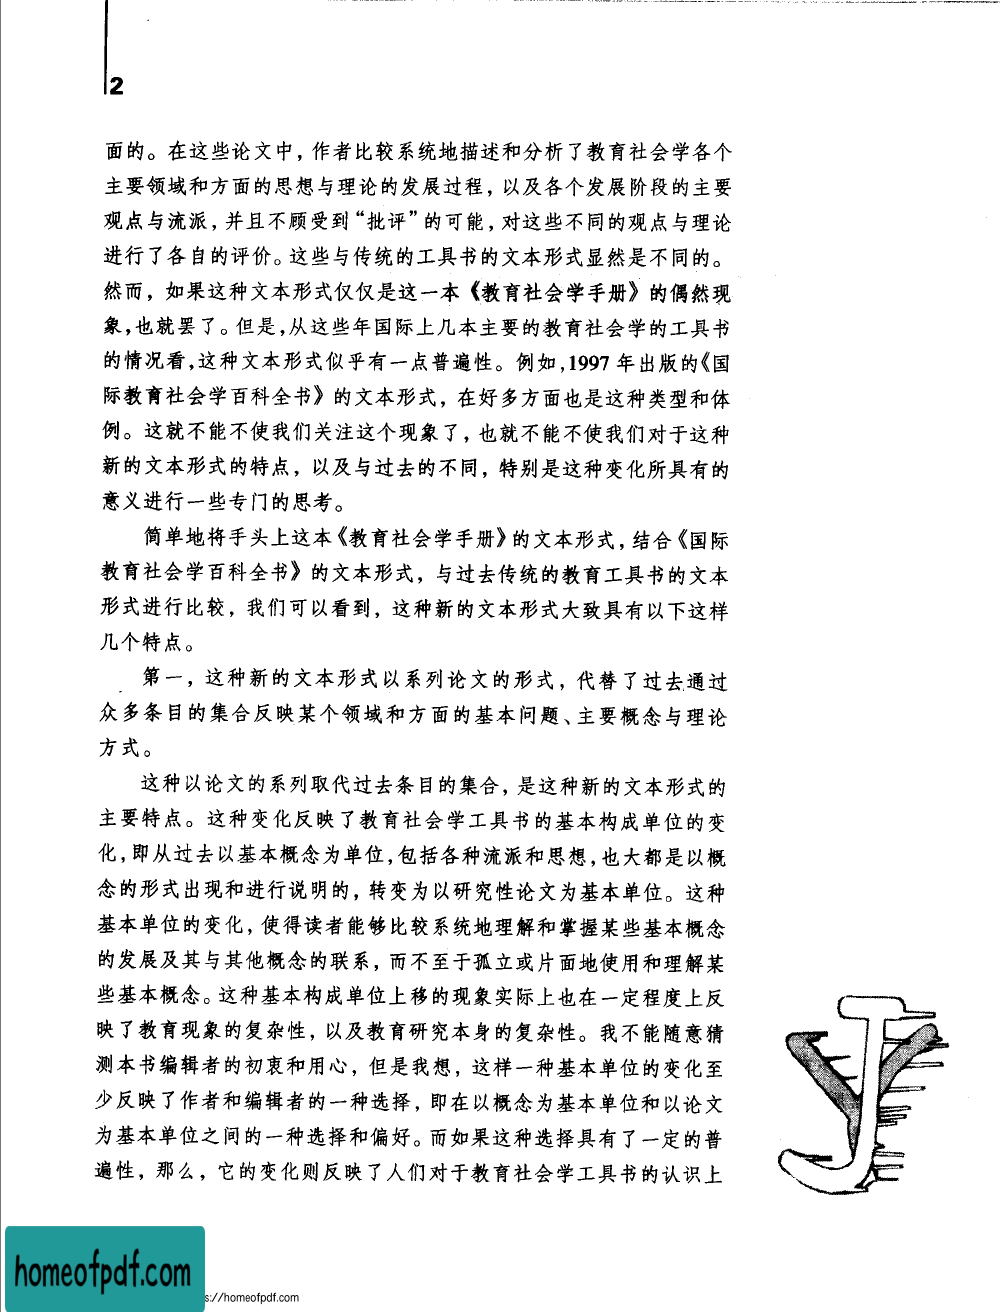 2
面的。在这些论文中，作者比较系统地描述和分析了教育社会学各个
主要领域和方面的思想与理论的发展过程，以及各个发展阶段的主要
观点与流派，并且不顾受到“批评”的可能，对这些不同的观点与理论
进行了各自的评价。这些与传统的工具书的文本形式显然是不同的。
然而，如果这种文本形式仅仅是这一本《教育社会学手册》的偶然现
象，也就罢了。但是，从这些年国际上几本主要的教育社会学的工具书
的情况看，这种文本形式似乎有一点普遍性。例如，1997 年出版的《国
际教育社会学百科全书》的文本形式，在好多方面也是这种类型和体
例。这就不能不使我们关注这个现象了，也就不能不使我们对于这种
新的文本形式的特点，以及与过去的不同，特别是这种变化所具有的
意义进行一些专门的思考。
简单地将手头上这本《教育社会学手册》的文本形式，结合《国际
教育社会学百科全书》的文本形式，与过去传统的教育工具书的文本
形式进行比较，我们可以看到，这种新的文本形式大致具有以下这样
几个特点。
第一，这种新的文本形式以系列论文的形式，代替了过去通过
众多条目的集合反映某个领域和方面的基本问题、主要概念与理论
方式。
这种以论文的系列取代过去条目的集合，是这种新的文本形式的
主要特点。这种变化反映了教育社会学工具书的基本构成单位的变
化，即从过去以基本概念为单位，包括各种流派和思想，也大都是以概
念的形式出现和进行说明的，转变为以研究性论文为基本单位。这种
基本单位的变化，使得读者能够比较系统地理解和掌握某些基本概念
的发展及其与其他概念的联系，而不至于孤立或片面地使用和理解某
些基本概念。这种基本构成单位上移的现象实际上也在一定程度上反
映了教育现象的复杂性，以及教育研究本身的复杂性。我不能随意猜
测本书编辑者的初衷和用心，但是我想，这样一种基本单位的变化至
少反映了作者和编辑者的一种选择，即在以概念为基本单位和以论文
为基本单位之间的一种选择和偏好。而如果这种选择具有了一定的普
遍性，那么，它的变化则反映了人们对于教育社会学工具书的认识上
homeofpdf.com
s://homeofpdf.com